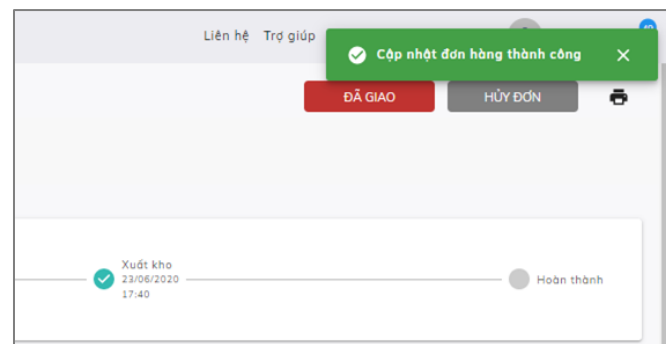 Liên hệ Trợ giúp
Cập nhật đơn hàng thành công
ĐÃ GIAO HỦY ĐƠN
Xuất kho
23/06/2020
17:40
Hoàn thành